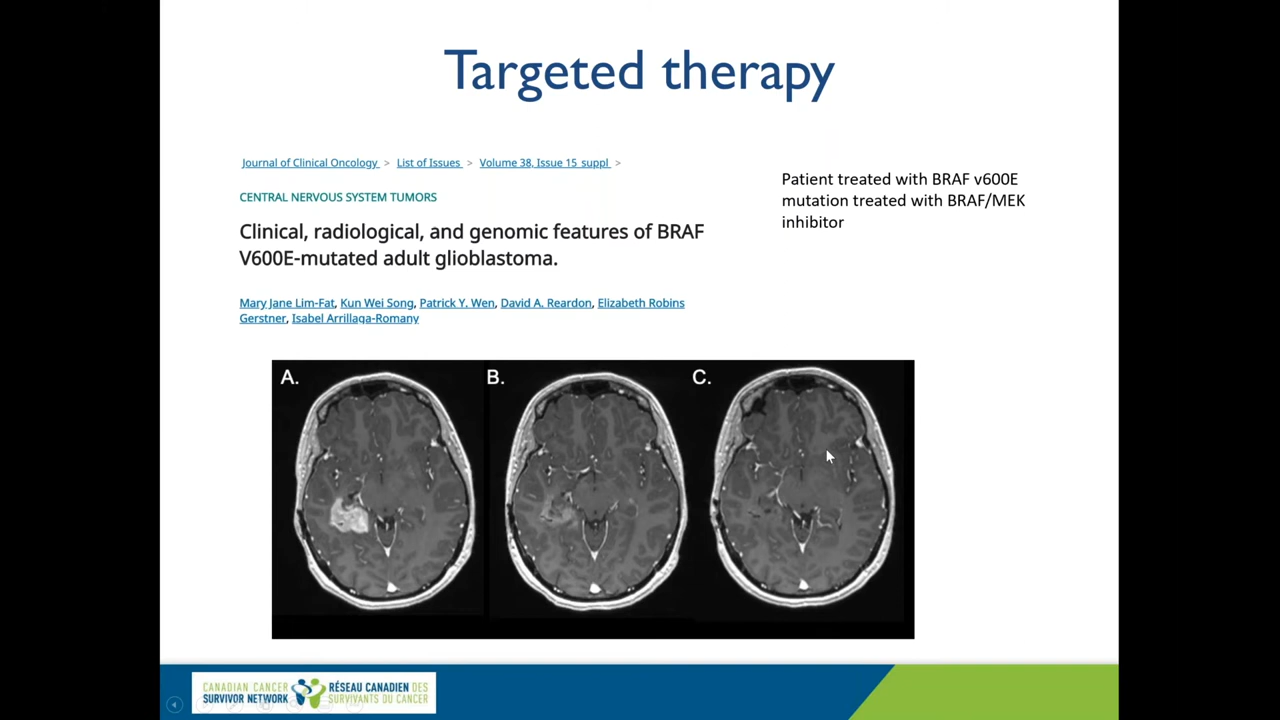 Targeted therapy
Journal of Clinical Oncology > List of Issues > Volume 38, Issue 15_suppl >
CENTRAL NERVOUS SYSTEM TUMORS
Clinical, radiological, and genomic features of BRAF
V600E-mutated adult glioblastoma.
Mary Jane Lim-Fat, Kun Wei Song, Patrick Y. Wen, David A. Reardon, Elizabeth Robins
Gerstner, Isabel Arrillaga-Romany
Patient treated with BRAF v600E
mutation treated with BRAF/MEK
inhibitor
A. B. C.
CANADIAN CANCER
SURVIVOR NETWORK
RÉSEAU CANADIEN DES
SURVIVANTS DU CANCER